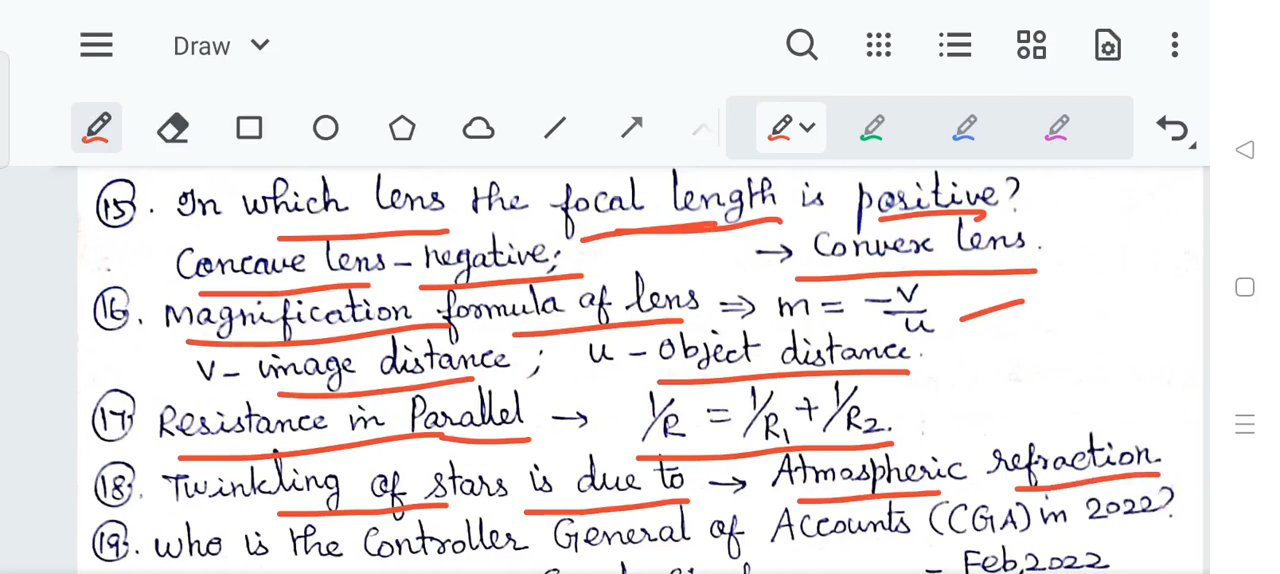 Draw
15. In which lens the focal length is positive?
Concave lens - negative; → Convex lens.
16. Magnification formula of lens ⇒ m = -v/u
v - image distance; u - object distance.
17. Resistance in Parallel → 1/R = 1/R1 + 1/R2.
18. Twinkling of stars is due to → Atmospheric refraction.
19. Who is the Controller General of Accounts (CGA) in 2022?
- Feb, 2022